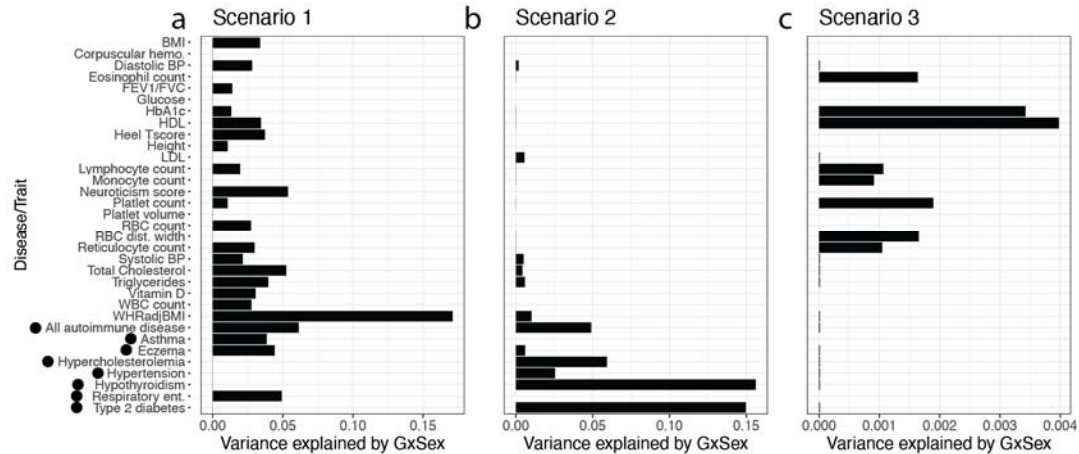 a Scenario 1
b Scenario 2
c Scenario 3
Disease/Trait
BMI
Corpuscular hemo.
Diastolic BP
Eosinophil count
FEV1/FVC
Glucose
HbA1c
HDL
Heel Tscore
Height
LDL
Lymphocyte count
Monocyte count
Neuroticism score
Platlet count
Platlet volume
RBC count
RBC dist. width
Reticulocyte count
Systolic BP
Total Cholesterol
Triglycerides
Vitamin D
WBC count
WHRadjBMI
All autoimmune disease
Asthma
Eczema
Hypercholesterolemia
Hypertension
Hypothyroidism
Respiratory ent.
Type 2 diabetes
0.00 0.05 0.10 0.15
Variance explained by GxSex
0.00 0.05 0.10 0.15
Variance explained by GxSex
0.000 0.001 0.002 0.003 0.004
Variance explained by GxSex